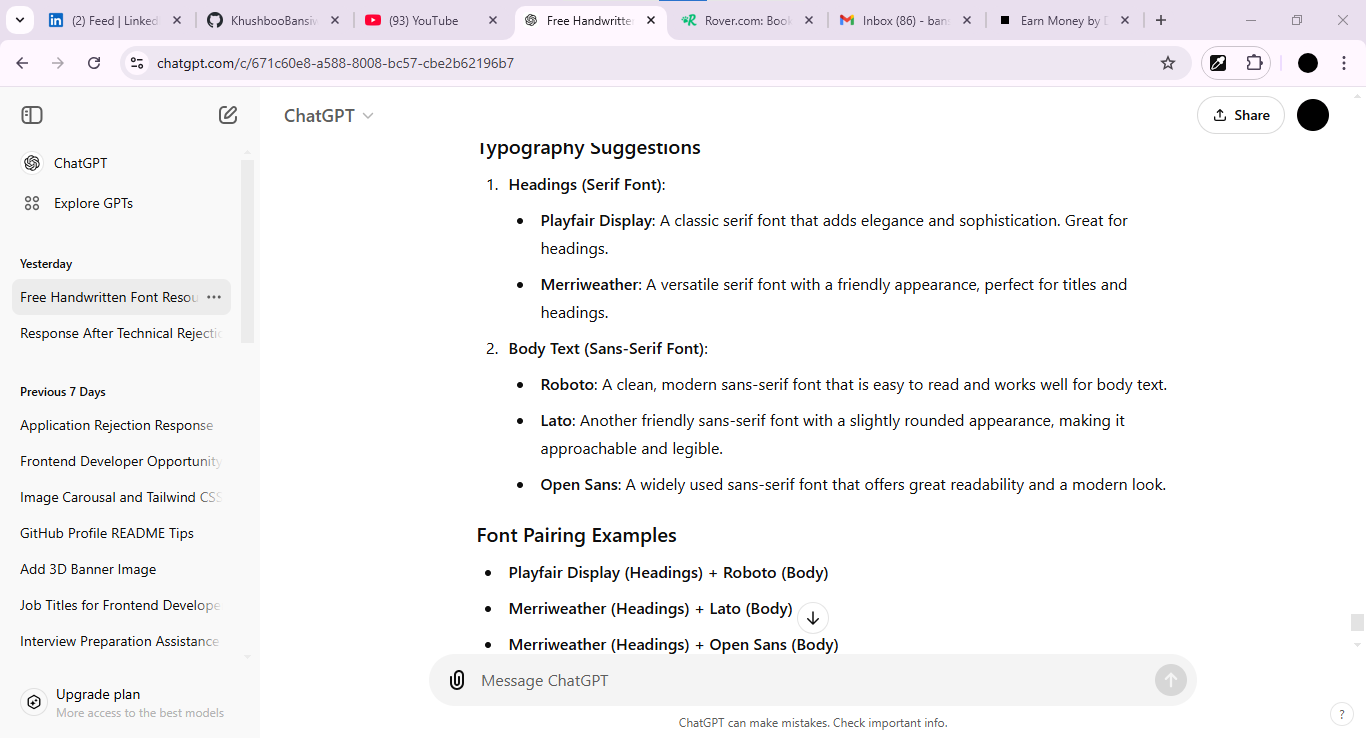 (2) Feed | Linked
KhushbooBansiw
(93) YouTube
Free Handwritte
Rover.com: Book
Inbox (86) - ban
Earn Money by D
chatgpt.com/c/671c60e8-a588-8008-bc57-cbe2b62196b7
ChatGPT
Share
ChatGPT
Explore GPTs
Yesterday
Free Handwritten Font Resou
Response After Technical Rejectio
Previous 7 Days
Application Rejection Response
Frontend Developer Opportunity
Image Carousal and Tailwind CSS
GitHub Profile README Tips
Add 3D Banner Image
Job Titles for Frontend Develope
Interview Preparation Assistance
Upgrade plan
More access to the best models
Typography Suggestions
1. Headings (Serif Font):
• Playfair Display: A classic serif font that adds elegance and sophistication. Great for
headings.
• Merriweather: A versatile serif font with a friendly appearance, perfect for titles and
headings.
2. Body Text (Sans-Serif Font):
• Roboto: A clean, modern sans-serif font that is easy to read and works well for body text.
• Lato: Another friendly sans-serif font with a slightly rounded appearance, making it
approachable and legible.
• Open Sans: A widely used sans-serif font that offers great readability and a modern look.
Font Pairing Examples
• Playfair Display (Headings) + Roboto (Body)
• Merriweather (Headings) + Lato (Body)
• Merriweather (Headings) + Open Sans (Body)
Message ChatGPT
ChatGPT can make mistakes. Check important info.
?